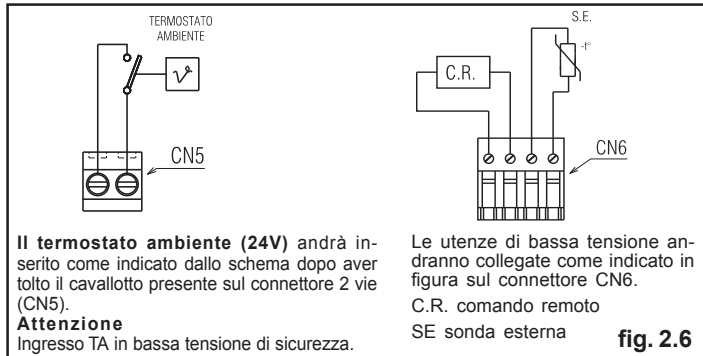 TERMOSTATO
AMBIENTE
CN5
Il termostato ambiente (24V) andrà in-
serito come indicato dallo schema dopo aver
tolto il cavallotto presente sul connettore 2 vie
(CN5).
Attenzione
Ingresso TA in bassa tensione di sicurezza.
S.E.
-t°
C.R.
CN6
Le utenze di bassa tensione an-
dranno collegate come indicato in
figura sul connettore CN6.
C.R. comando remoto
SE sonda esterna
fig. 2.6